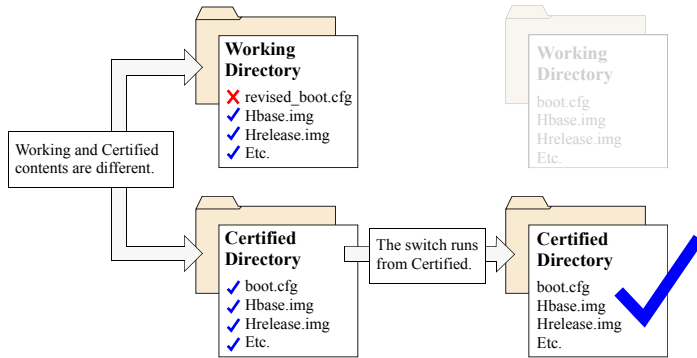 Working
Directory
revised_boot.cfg
Hbase.img
Hrelease.img
Etc.
Working
Directory
boot.cfg
Hbase.img
Hrelease.img
Etc.
Working and Certified
contents are different.
Certified
Directory
boot.cfg
Hbase.img
Hrelease.img
Etc.
The switch runs
from Certified.
Certified
Directory
boot.cfg
Hbase.img
Hrelease.img
Etc.